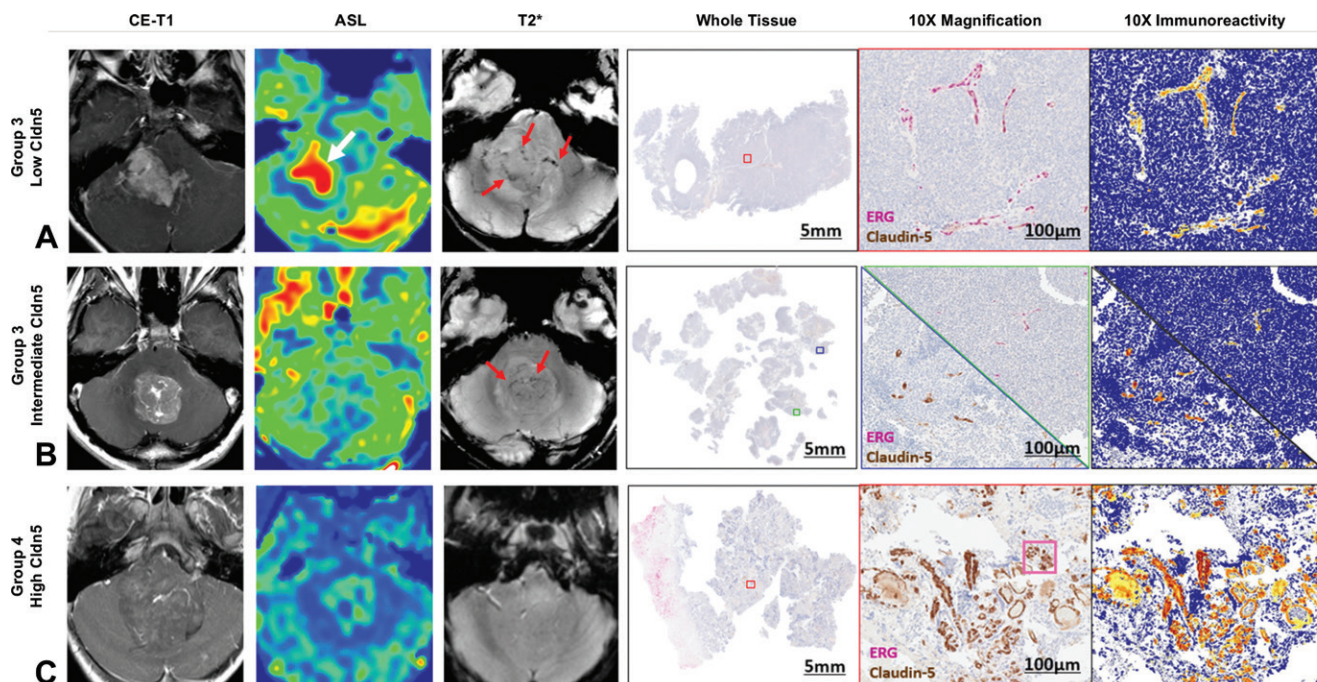 CE-T1 ASL T2* Whole Tissue 10X Magnification 10X Immunoreactivity
Group 3
Low Cldn5
A
5mm
ERG
Claudin-5
100µm
Group 3
Intermediate Cldn5
B
5mm
ERG
Claudin-5
100µm
Group 4
High Cldn5
C
5mm
ERG
Claudin-5
100µm